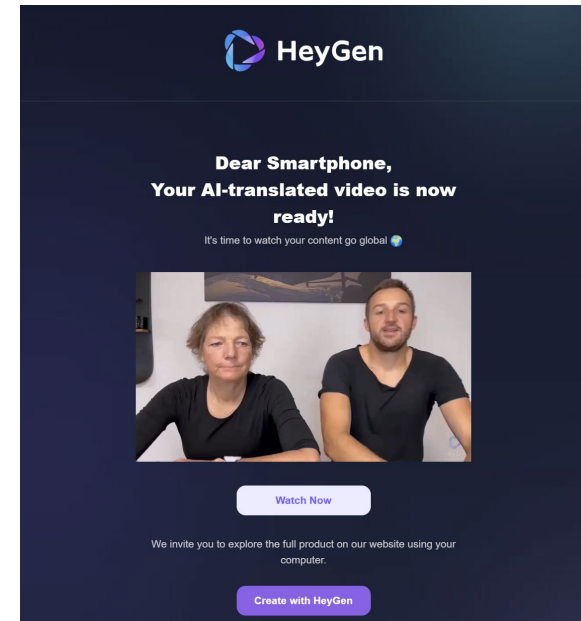 HeyGen
Dear Smartphone,
Your AI-translated video is now
ready!
It's time to watch your content go global 🌍
Watch Now
We invite you to explore the full product on our website using your
computer.
Create with HeyGen